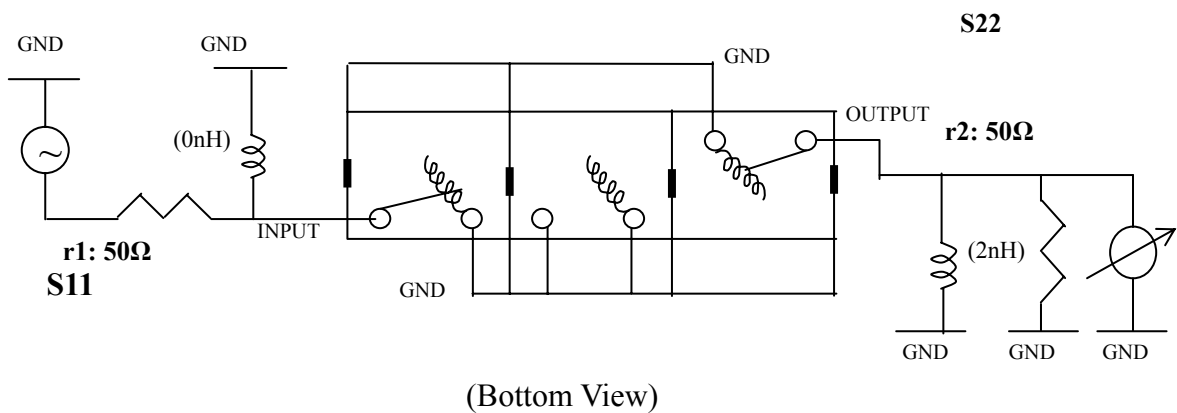 S22
GND
GND
GND
OUTPUT
(0nH)
r2: 50Ω
INPUT
r1: 50Ω
(2nH)
S11
GND
GND
GND
GND
(Bottom View)